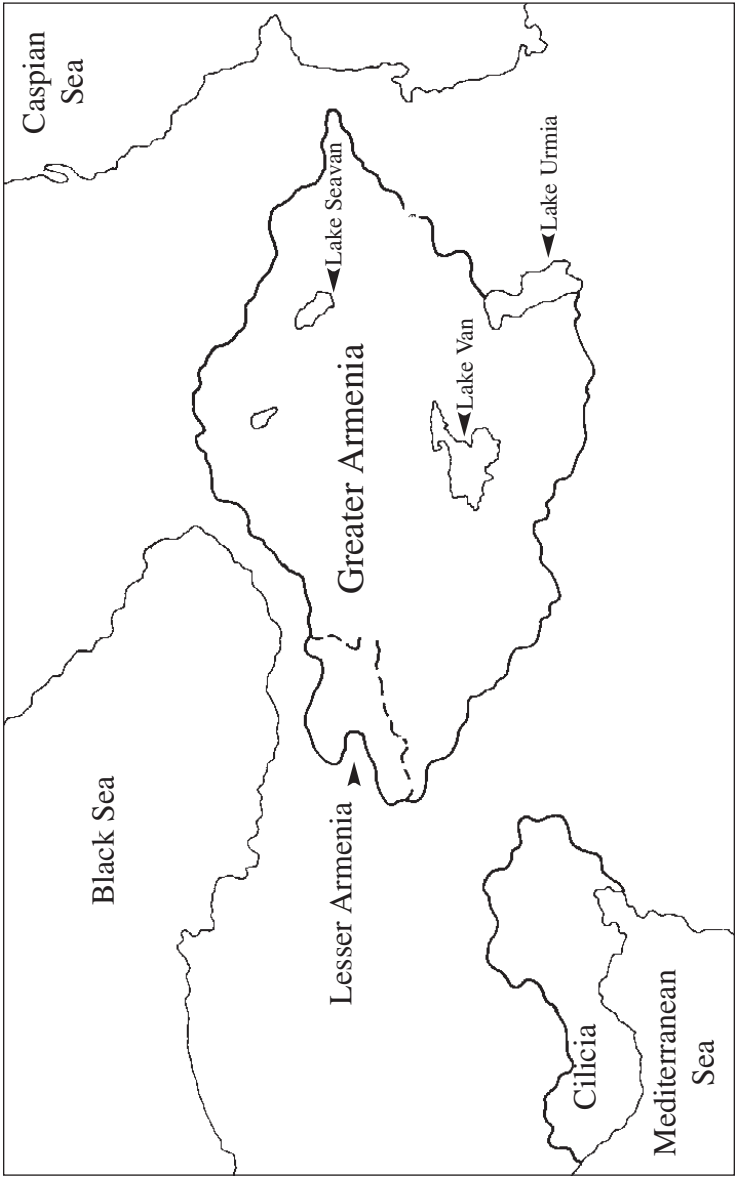 Caspian
Sea
Black Sea
Lake Seavan
Lake Urmia
Greater Armenia
Lake Van
Lesser Armenia
Cilicia
Mediterranean
Sea